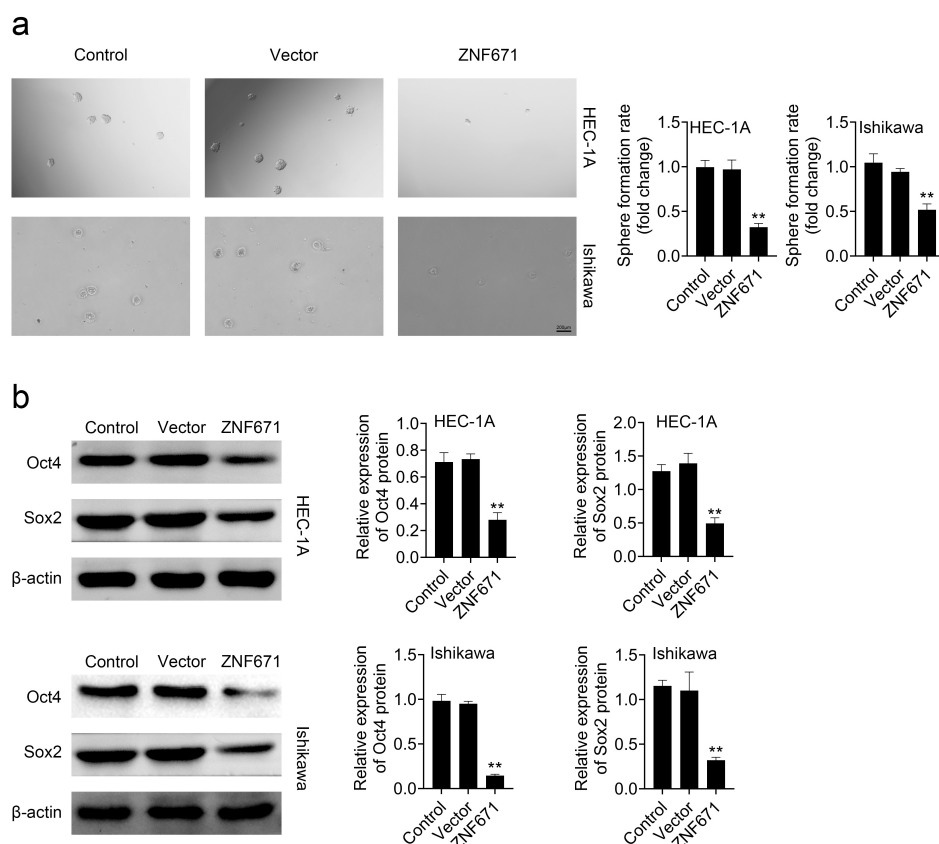 a
Control
Vector
ZNF671
HEC-1A
Ishikawa
200μm
Sphere formation rate
(fold change)
HEC-1A
1.5
1.0
0.5
0.0
**
Control
Vector
ZNF671
Sphere formation rate
(fold change)
Ishikawa
1.5
1.0
0.5
0.0
**
Control
Vector
ZNF671
b
Control
Vector
ZNF671
Oct4
Sox2
β-actin
HEC-1A
Relative expression
of Oct4 protein
HEC-1A
1.0
0.8
0.6
0.4
0.2
0.0
**
Control
Vector
ZNF671
Relative expression
of Sox2 protein
HEC-1A
2.0
1.5
1.0
0.5
0.0
**
Control
Vector
ZNF671
Control
Vector
ZNF671
Oct4
Sox2
β-actin
Ishikawa
Relative expression
of Oct4 protein
Ishikawa
1.5
1.0
0.5
0.0
**
Control
Vector
ZNF671
Relative expression
of Sox2 protein
Ishikawa
1.5
1.0
0.5
0.0
**
Control
Vector
ZNF671